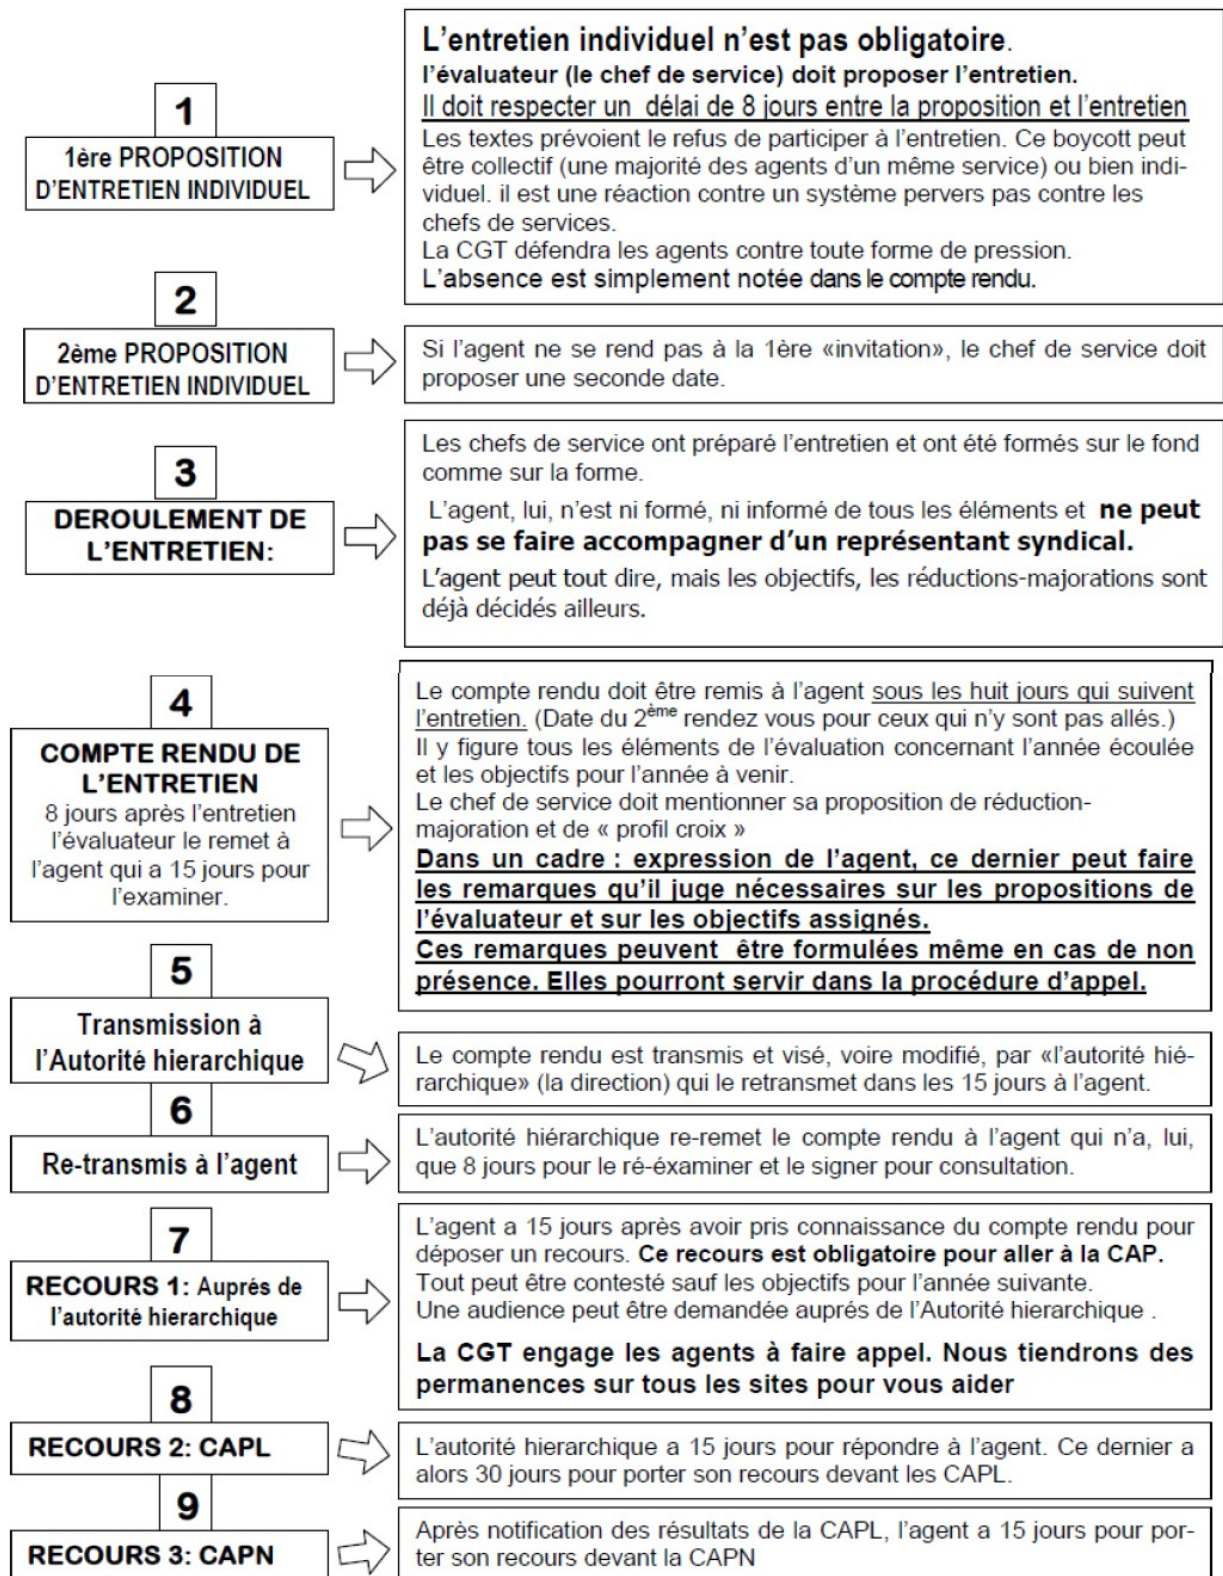 1
1ère PROPOSITION
D'ENTRETIEN INDIVIDUEL
L'entretien individuel n'est pas obligatoire.
l'évaluateur (le chef de service) doit proposer l'entretien.
Il doit respecter un délai de 8 jours entre la proposition et l'entretien
Les textes prévoient le refus de participer à l'entretien. Ce boycott peut
être collectif (une majorité des agents d'un même service) ou bien indi-
viduel. il est une réaction contre un système pervers pas contre les
chefs de services.
La CGT défendra les agents contre toute forme de pression.
L'absence est simplement notée dans le compte rendu.
2
2ème PROPOSITION
D'ENTRETIEN INDIVIDUEL
Si l'agent ne se rend pas à la 1ère «invitation», le chef de service doit
proposer une seconde date.
3
DEROULEMENT DE
L'ENTRETIEN:
Les chefs de service ont préparé l'entretien et ont été formés sur le fond
comme sur la forme.
L'agent, lui, n'est ni formé, ni informé de tous les éléments et ne peut
pas se faire accompagner d'un représentant syndical.
L'agent peut tout dire, mais les objectifs, les réductions-majorations sont
déjà décidés ailleurs.
4
COMPTE RENDU DE
L'ENTRETIEN
8 jours après l'entretien
l'évaluateur le remet à
l'agent qui a 15 jours pour
l'examiner.
Le compte rendu doit être remis à l'agent sous les huit jours qui suivent
l'entretien. (Date du 2ème rendez vous pour ceux qui n'y sont pas allés.)
Il y figure tous les éléments de l'évaluation concernant l'année écoulée
et les objectifs pour l'année à venir.
Le chef de service doit mentionner sa proposition de réduction-
majoration et de « profil croix »
Dans un cadre : expression de l'agent, ce dernier peut faire
les remarques qu'il juge nécessaires sur les propositions de
l'évaluateur et sur les objectifs assignés.
Ces remarques peuvent être formulées même en cas de non
présence. Elles pourront servir dans la procédure d'appel.
5
Transmission à
l'Autorité hierarchique
Le compte rendu est transmis et visé, voire modifié, par «l'autorité hié-
rarchique» (la direction) qui le retransmet dans les 15 jours à l'agent.
6
Re-transmis à l'agent
L'autorité hiérarchique re-remet le compte rendu à l'agent qui n'a, lui,
que 8 jours pour le ré-éxaminer et le signer pour consultation.
7
RECOURS 1: Auprés de
l'autorité hierarchique
L'agent a 15 jours après avoir pris connaissance du compte rendu pour
déposer un recours. Ce recours est obligatoire pour aller à la CAP.
Tout peut être contesté sauf les objectifs pour l'année suivante.
Une audience peut être demandée auprés de l'Autorité hierarchique .
La CGT engage les agents à faire appel. Nous tiendrons des
permanences sur tous les sites pour vous aider
8
RECOURS 2: CAPL
L'autorité hierarchique a 15 jours pour répondre à l'agent. Ce dernier a
alors 30 jours pour porter son recours devant les CAPL.
9
RECOURS 3: CAPN
Après notification des résultats de la CAPL, l'agent a 15 jours pour por-
ter son recours devant la CAPN